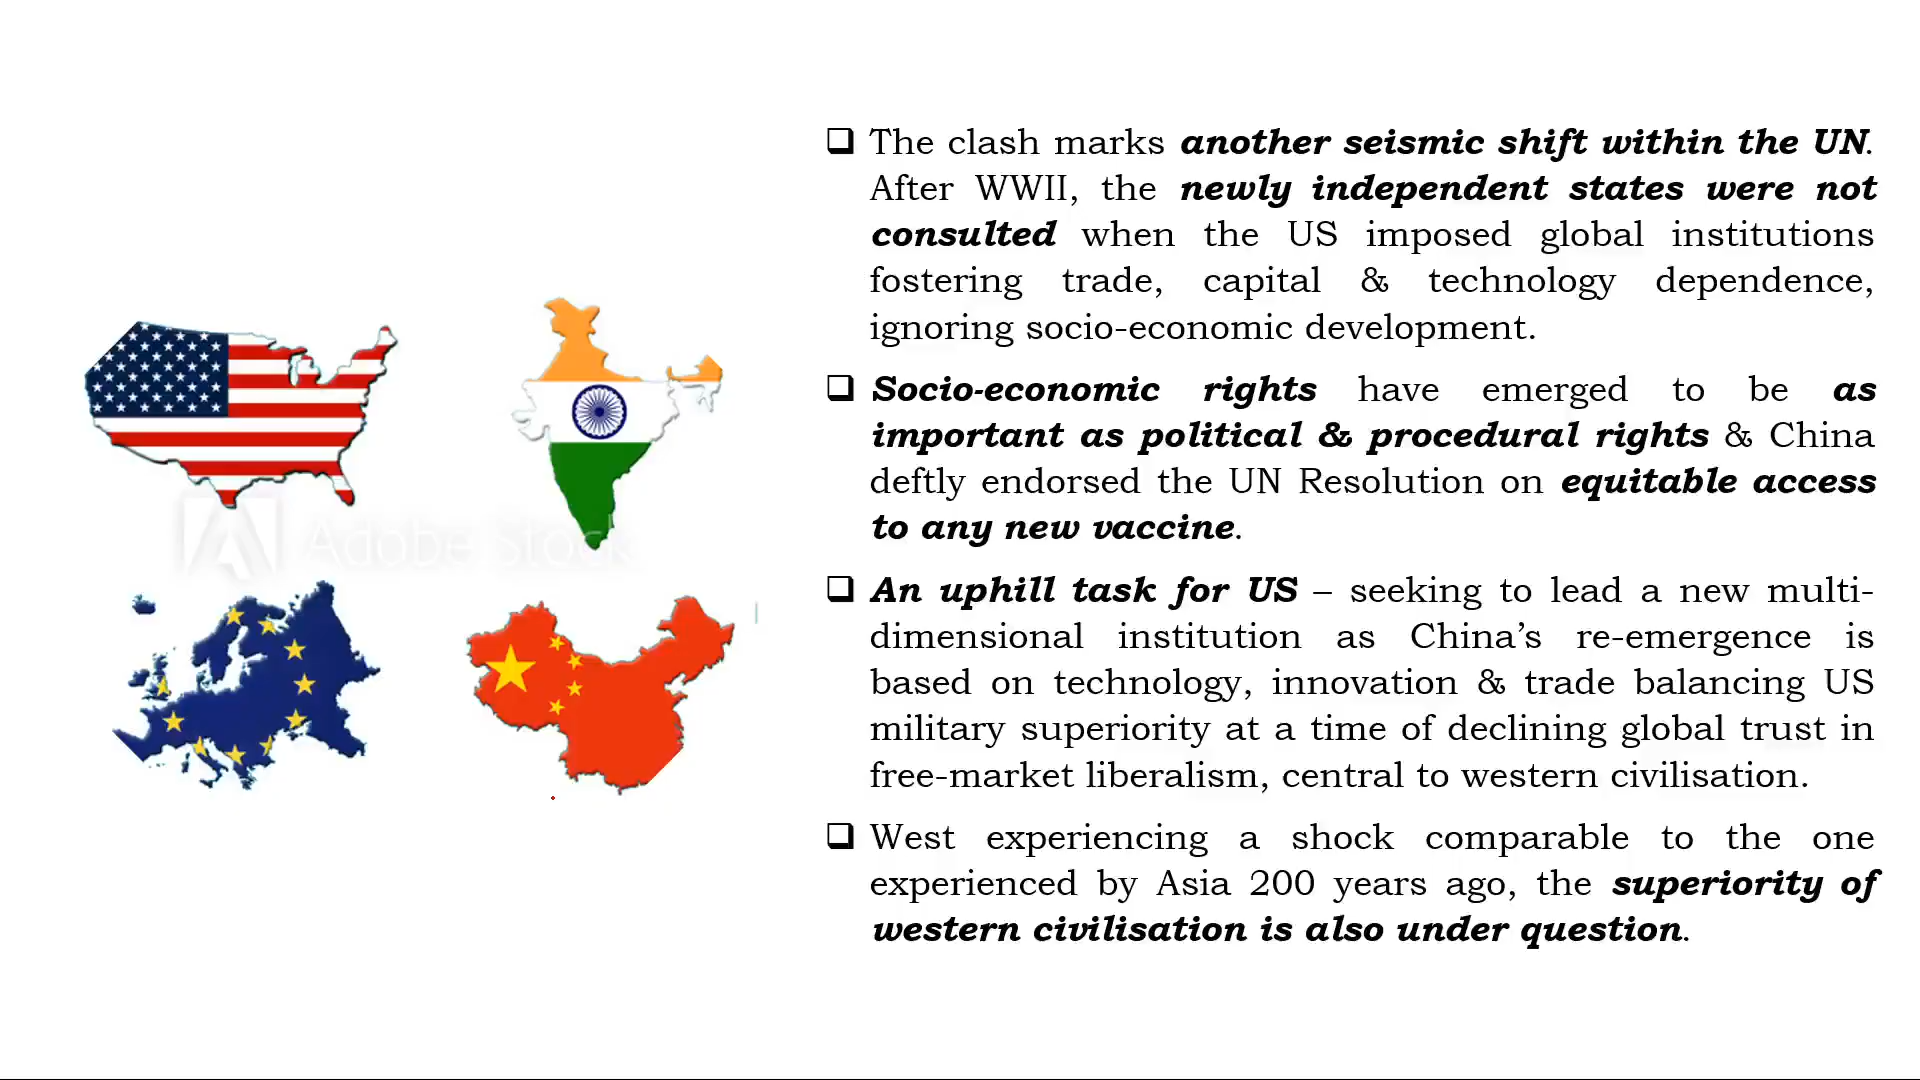 The clash marks another seismic shift within the UN.
After WWII, the newly independent states were not
consulted when the US imposed global institutions
fostering trade, capital & technology dependence,
ignoring socio-economic development.
Socio-economic rights have emerged to be as
important as political & procedural rights & China
deftly endorsed the UN Resolution on equitable access
to any new vaccine.
An uphill task for US – seeking to lead a new multi-
dimensional institution as China’s re-emergence is
based on technology, innovation & trade balancing US
military superiority at a time of declining global trust in
free-market liberalism, central to western civilisation.
West experiencing a shock comparable to the one
experienced by Asia 200 years ago, the superiority of
western civilisation is also under question.
Adobe Stock